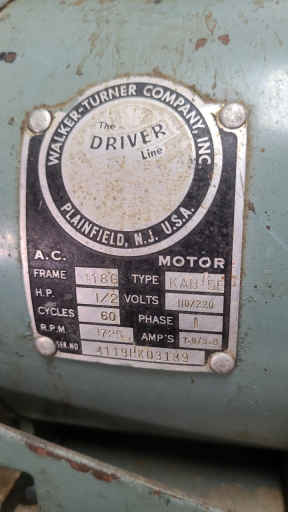 WALKER-TURNER COMPANY, INC.
The
DRIVER
Line
PLAINFIELD, N.J. U.S.A.
A.C. MOTOR
FRAME TYPE
H.P. 1/2 VOLTS 110/220
CYCLES 60 PHASE
R.P.M. AMP'S
SER. NO 4119HK03189